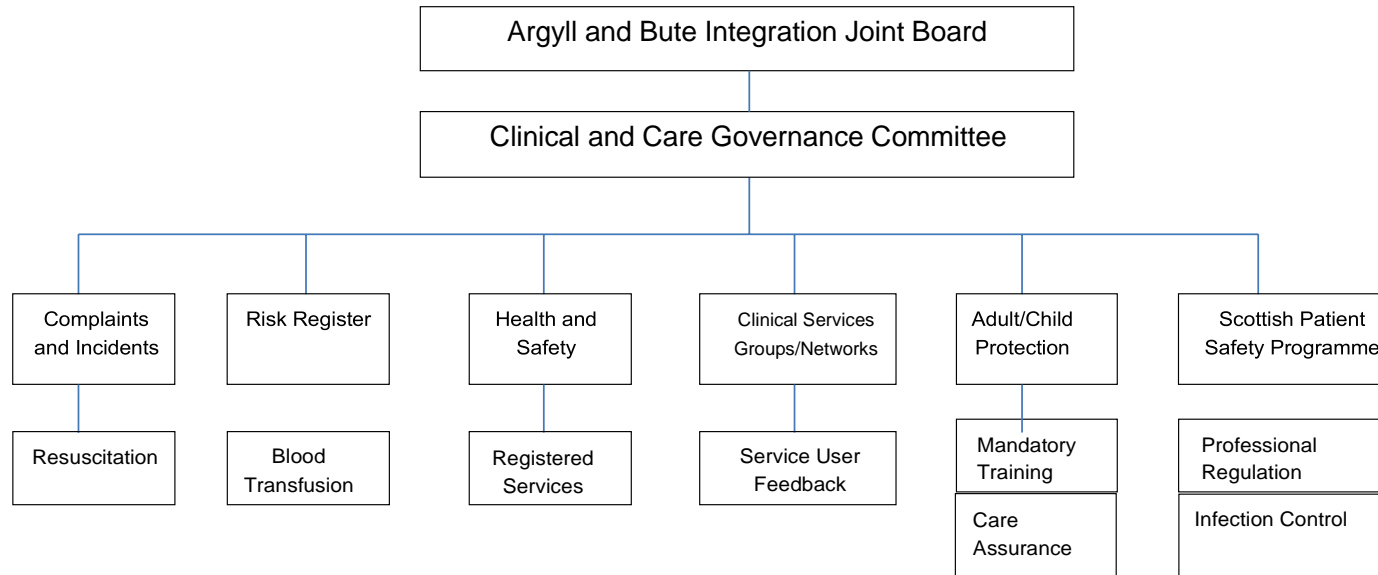 Argyll and Bute Integration Joint Board
Clinical and Care Governance Committee
Complaints
and Incidents
Risk Register
Health and
Safety
Clinical Services
Groups/Networks
Adult/Child
Protection
Scottish Patient
Safety Programme
Resuscitation
Blood
Transfusion
Registered
Services
Service User
Feedback
Mandatory
Training
Professional
Regulation
Care
Assurance
Infection Control